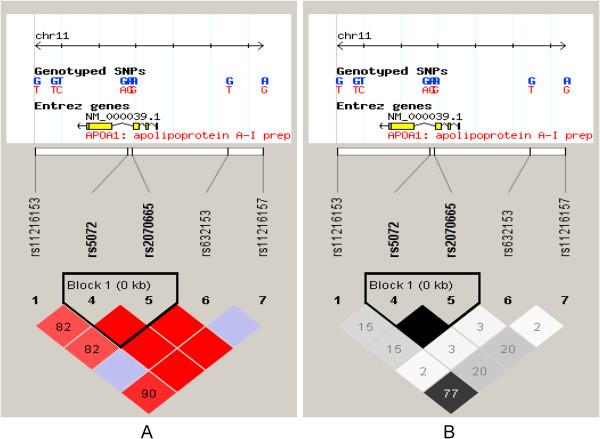 chr11
Genotyped SNPs
G GT GAA G A
T TC AGG T G
Entrez genes
NM_000039.1
APOA1: apolipoprotein A-I prep
rs11216153 rs5072 rs2070665 rs632153 rs11216157
Block 1 (0 kb)
1 4 5 6 7
82
82
90
A
chr11
Genotyped SNPs
G GT G A
T TC T G
Entrez genes
NM_000039.1
APOA1: apolipoprotein A-I prep
rs11216153 rs5072 rs2070665 rs632153 rs11216157
Block 1 (0 kb)
1 4 5 6 7
15 3 2
15 3 20
2 20
77
B